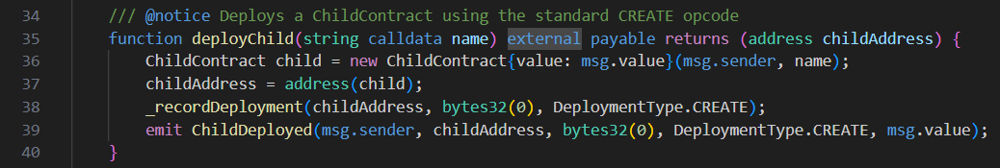 34 /// @notice Deploys a ChildContract using the standard CREATE opcode
35 function deployChild(string calldata name) external payable returns (address childAddress) {
36 ChildContract child = new ChildContract{value: msg.value}(msg.sender, name);
37 childAddress = address(child);
38 _recordDeployment(childAddress, bytes32(0), DeploymentType.CREATE);
39 emit ChildDeployed(msg.sender, childAddress, bytes32(0), DeploymentType.CREATE, msg.value);
40 }